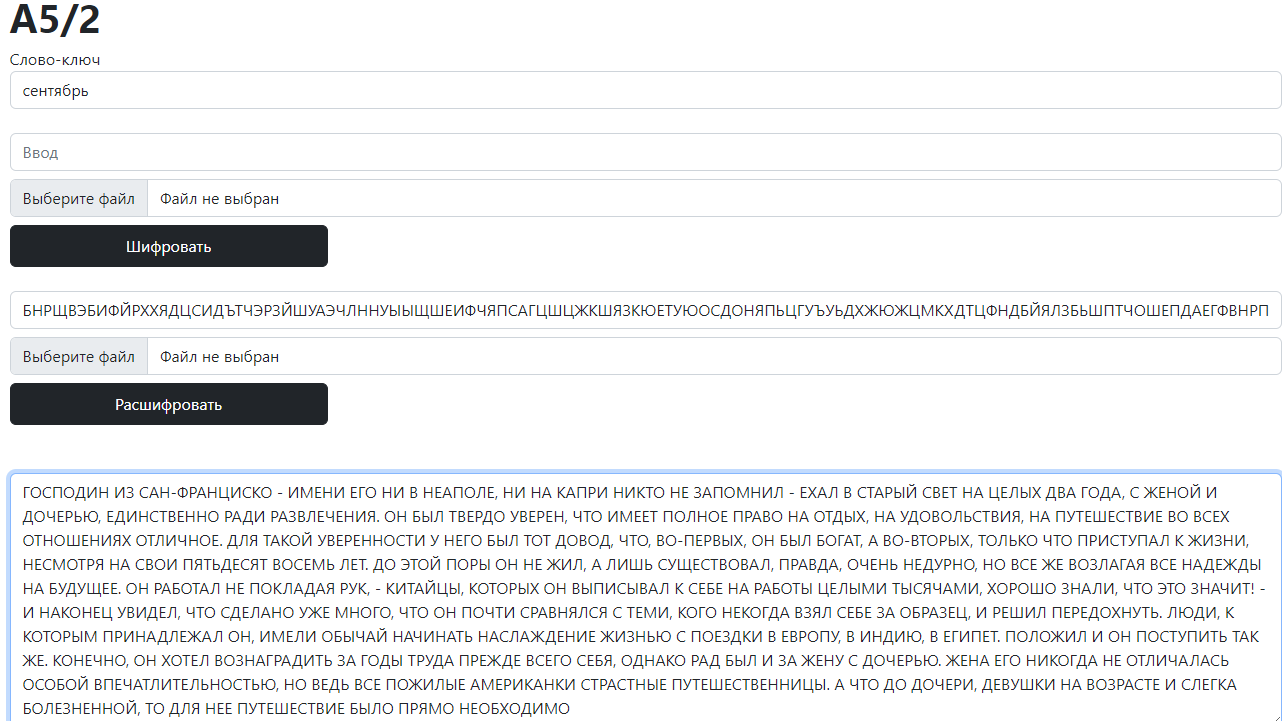 A5/2
Слово-ключ
сентябрь
Ввод
Выберите файл Файл не выбран
Шифровать
БНРЩВЭБИФЙРХХЯДЦСИДЪТЧЭРЗЙШУАЭЧЛННУЫЫЩШЕИФЧЯПСАГЦШЦЖКШЯЗКЮЕТУЮОСДОНЯПЬЦГУЪУЬДХЖЮЖЦМКХДТЦФНДБЙЯЛЗБЬШПТЧОШЕПДАЕГФВНРП
Выберите файл Файл не выбран
Расшифровать
ГОСПОДИН ИЗ САН-ФРАНЦИСКО - ИМЕНИ ЕГО НИ В НЕАПОЛЕ, НИ НА КАПРИ НИКТО НЕ ЗАПОМНИЛ - ЕХАЛ В СТАРЫЙ СВЕТ НА ЦЕЛЫХ ДВА ГОДА, С ЖЕНОЙ И
ДОЧЕРЬЮ, ЕДИНСТВЕННО РАДИ РАЗВЛЕЧЕНИЯ. ОН БЫЛ ТВЕРДО УВЕРЕН, ЧТО ИМЕЕТ ПОЛНОЕ ПРАВО НА ОТДЫХ, НА УДОВОЛЬСТВИЯ, НА ПУТЕШЕСТВИЕ ВО ВСЕХ
ОТНОШЕНИЯХ ОТЛИЧНОЕ. ДЛЯ ТАКОЙ УВЕРЕННОСТИ У НЕГО БЫЛ ТОТ ДОВОД, ЧТО, ВО-ПЕРВЫХ, ОН БЫЛ БОГАТ, А ВО-ВТОРЫХ, ТОЛЬКО ЧТО ПРИСТУПАЛ К ЖИЗНИ,
НЕСМОТРЯ НА СВОИ ПЯТЬДЕСЯТ ВОСЕМЬ ЛЕТ. ДО ЭТОЙ ПОРЫ ОН НЕ ЖИЛ, А ЛИШЬ СУЩЕСТВОВАЛ, ПРАВДА, ОЧЕНЬ НЕДУРНО, НО ВСЕ ЖЕ ВОЗЛАГАЯ ВСЕ НАДЕЖДЫ
НА БУДУЩЕЕ. ОН РАБОТАЛ НЕ ПОКЛАДАЯ РУК, - КИТАЙЦЫ, КОТОРЫХ ОН ВЫПИСЫВАЛ К СЕБЕ НА РАБОТЫ ЦЕЛЫМИ ТЫСЯЧАМИ, ХОРОШО ЗНАЛИ, ЧТО ЭТО ЗНАЧИТ! -
И НАКОНЕЦ УВИДЕЛ, ЧТО СДЕЛАНО УЖЕ МНОГО, ЧТО ОН ПОЧТИ СРАВНЯЛСЯ С ТЕМИ, КОГО НЕКОГДА ВЗЯЛ СЕБЕ ЗА ОБРАЗЕЦ, И РЕШИЛ ПЕРЕДОХНУТЬ. ЛЮДИ, К
КОТОРЫМ ПРИНАДЛЕЖАЛ ОН, ИМЕЛИ ОБЫЧАЙ НАЧИНАТЬ НАСЛАЖДЕНИЕ ЖИЗНЬЮ С ПОЕЗДКИ В ЕВРОПУ, В ИНДИЮ, В ЕГИПЕТ. ПОЛОЖИЛ И ОН ПОСТУПИТЬ ТАК
ЖЕ. КОНЕЧНО, ОН ХОТЕЛ ВОЗНАГРАДИТЬ ЗА ГОДЫ ТРУДА ПРЕЖДЕ ВСЕГО СЕБЯ, ОДНАКО РАД БЫЛ И ЗА ЖЕНУ С ДОЧЕРЬЮ. ЖЕНА ЕГО НИКОГДА НЕ ОТЛИЧАЛАСЬ
ОСОБОЙ ВПЕЧАТЛИТЕЛЬНОСТЬЮ, НО ВЕДЬ ВСЕ ПОЖИЛЫЕ АМЕРИКАНКИ СТРАСТНЫЕ ПУТЕШЕСТВЕННИЦЫ. А ЧТО ДО ДОЧЕРИ, ДЕВУШКИ НА ВОЗРАСТЕ И СЛЕГКА
БОЛЕЗНЕННОЙ, ТО ДЛЯ НЕЕ ПУТЕШЕСТВИЕ БЫЛО ПРЯМО НЕОБХОДИМО